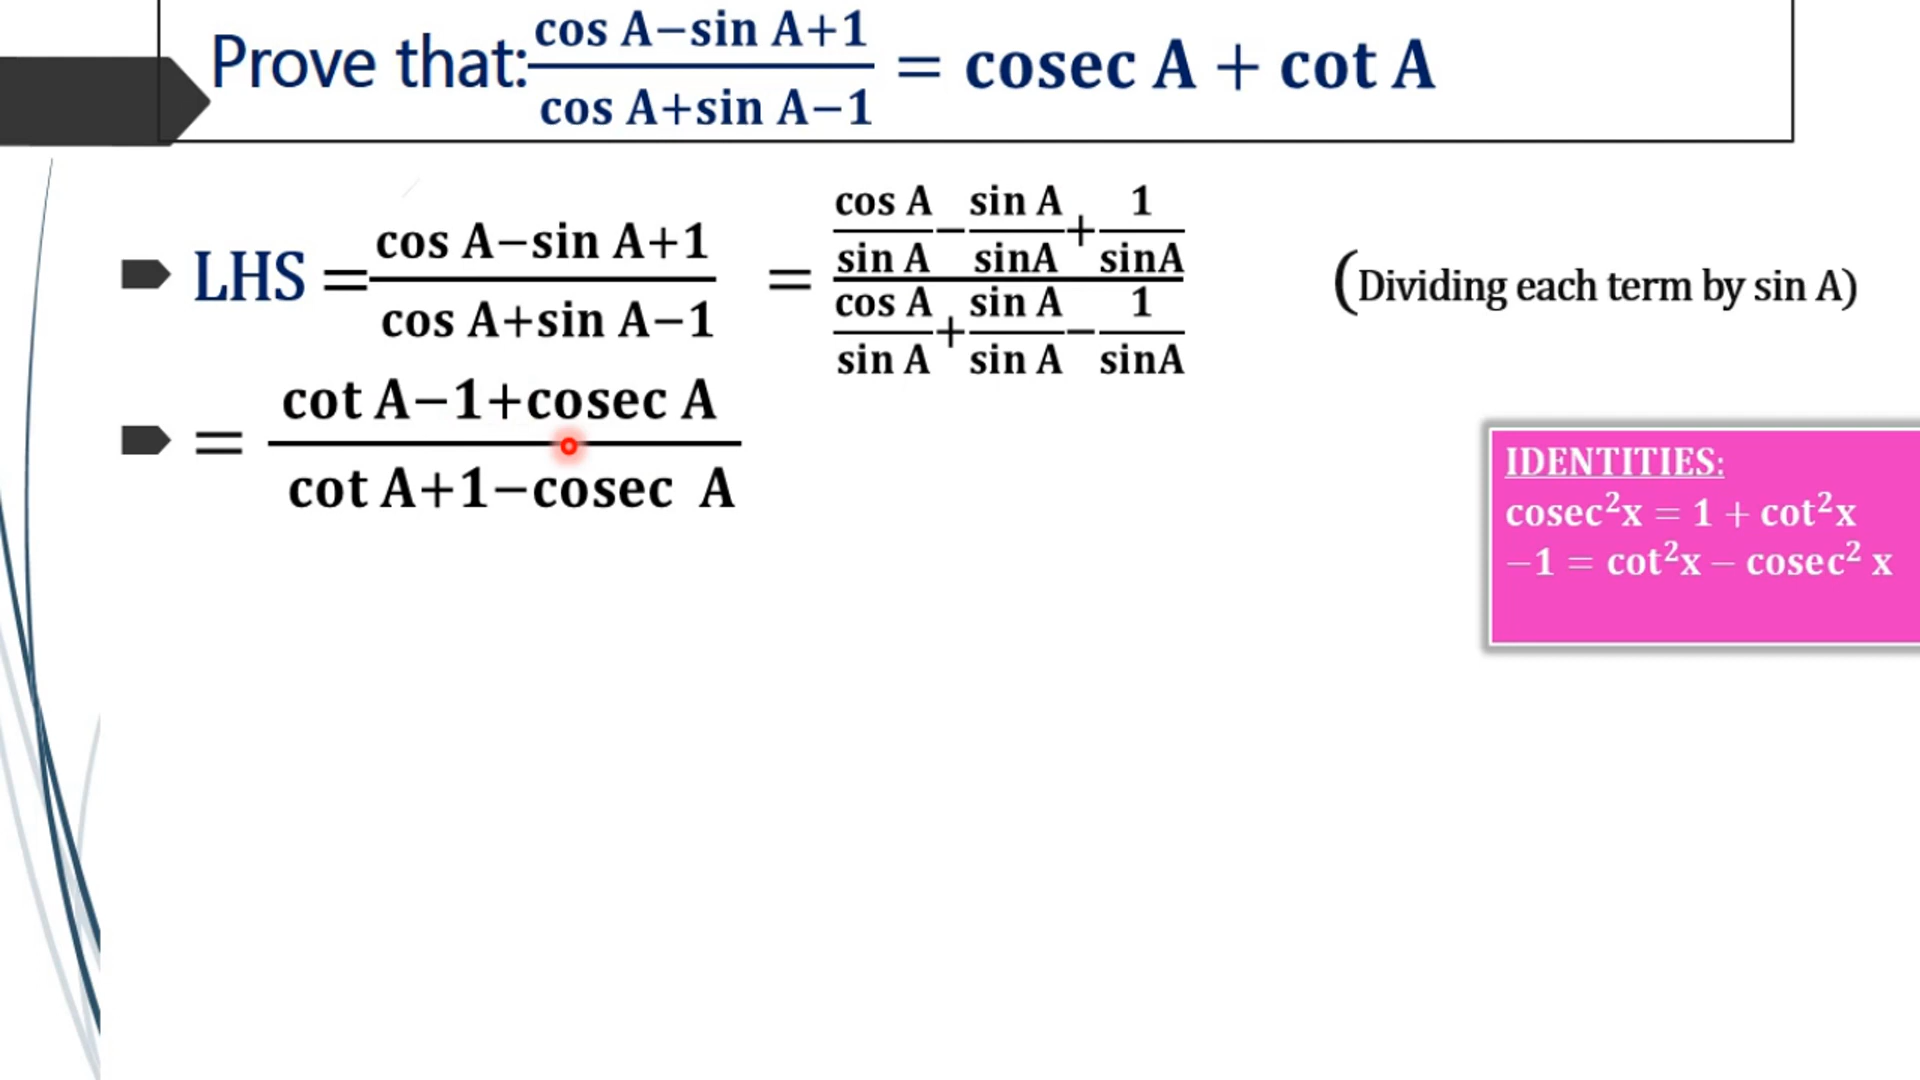 Prove that: (cos A−sin A+1)/(cos A+sin A−1) = cosec A + cot A
LHS = (cos A−sin A+1)/(cos A+sin A−1) = (cos A/sin A − sin A/sinA + 1/sinA)/(cos A/sin A + sin A/sin A − 1/sinA) (Dividing each term by sin A)
= (cot A−1+cosec A)/(cot A+1−cosec A)
IDENTITIES:
cosec²x = 1 + cot²x
−1 = cot²x − cosec² x